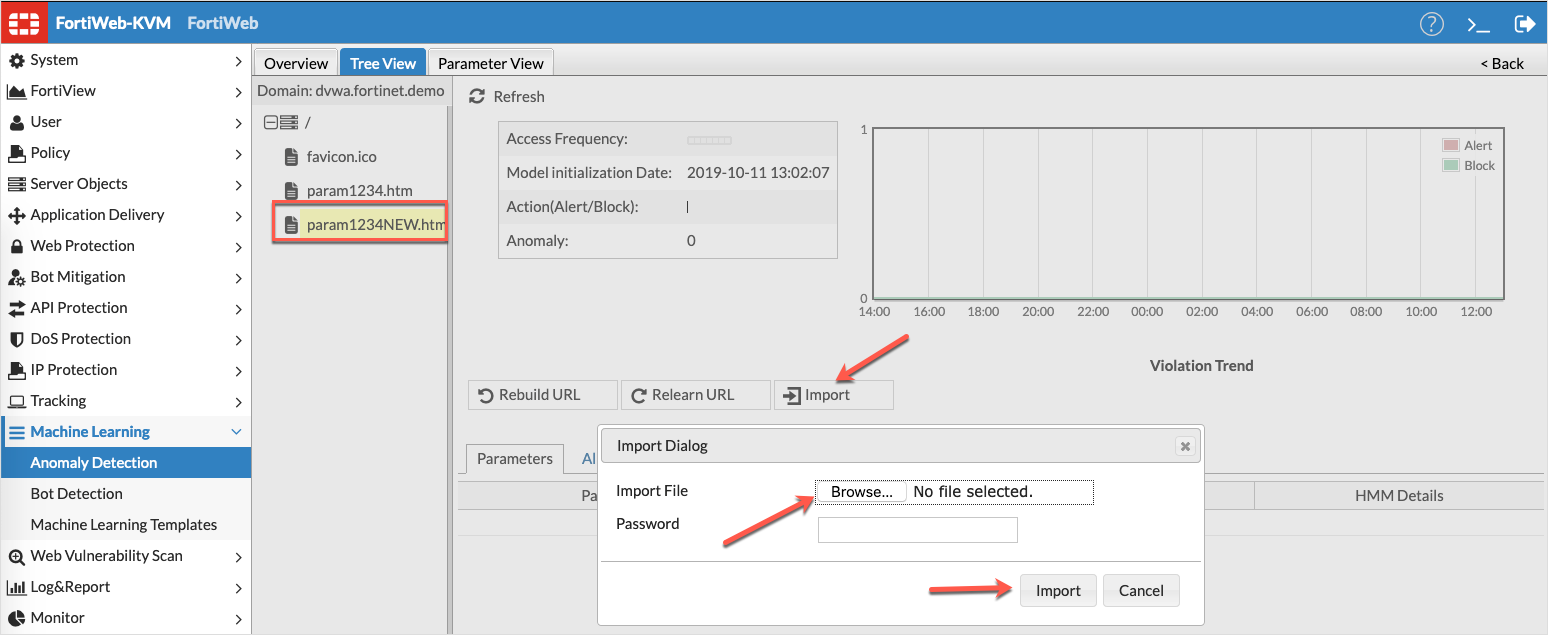 FortiWeb-KVM FortiWeb
? >_
System
FortiView
User
Policy
Server Objects
Application Delivery
Web Protection
Bot Mitigation
API Protection
DoS Protection
IP Protection
Tracking
Machine Learning
Anomaly Detection
Bot Detection
Machine Learning Templates
Web Vulnerability Scan
Log&Report
Monitor
Overview Tree View Parameter View < Back
Domain: dvwa.fortinet.demo
/
favicon.ico
param1234.htm
param1234NEW.htm
Refresh
Access Frequency:
Model initialization Date: 2019-10-11 13:02:07
Action(Alert/Block): |
Anomaly: 0
1
Alert
Block
0
14:00 16:00 18:00 20:00 22:00 00:00 02:00 04:00 06:00 08:00 10:00 12:00
Violation Trend
Rebuild URL Relearn URL Import
Parameters Al
Pa HMM Details
Import Dialog
Import File Browse... No file selected.
Password
Import Cancel